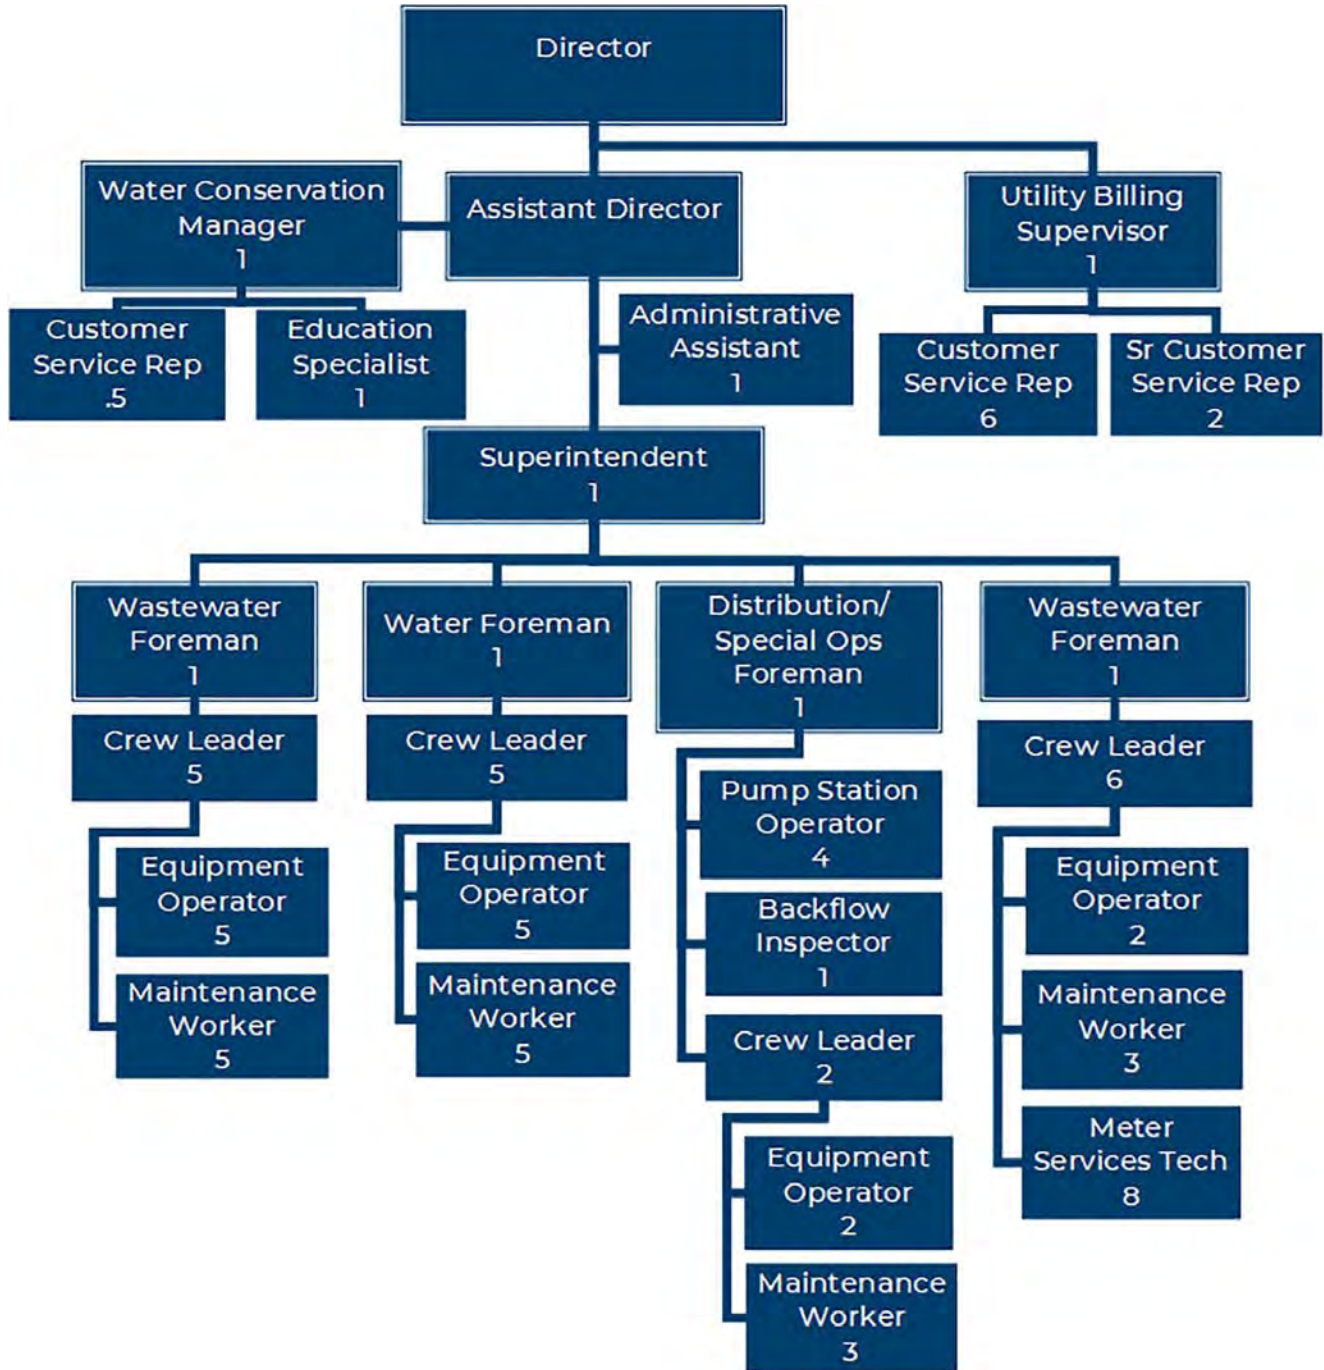 Director
Water Conservation
Manager
1
Assistant Director
Utility Billing
Supervisor
1
Customer
Service Rep
.5
Education
Specialist
1
Administrative
Assistant
1
Customer
Service Rep
6
Sr Customer
Service Rep
2
Superintendent
1
Wastewater
Foreman
1
Crew Leader
5
Equipment
Operator
5
Maintenance
Worker
5
Water Foreman
1
Crew Leader
5
Equipment
Operator
5
Maintenance
Worker
5
Distribution/
Special Ops
Foreman
1
Pump Station
Operator
4
Backflow
Inspector
1
Crew Leader
2
Equipment
Operator
2
Maintenance
Worker
3
Wastewater
Foreman
1
Crew Leader
6
Equipment
Operator
2
Maintenance
Worker
3
Meter
Services Tech
8